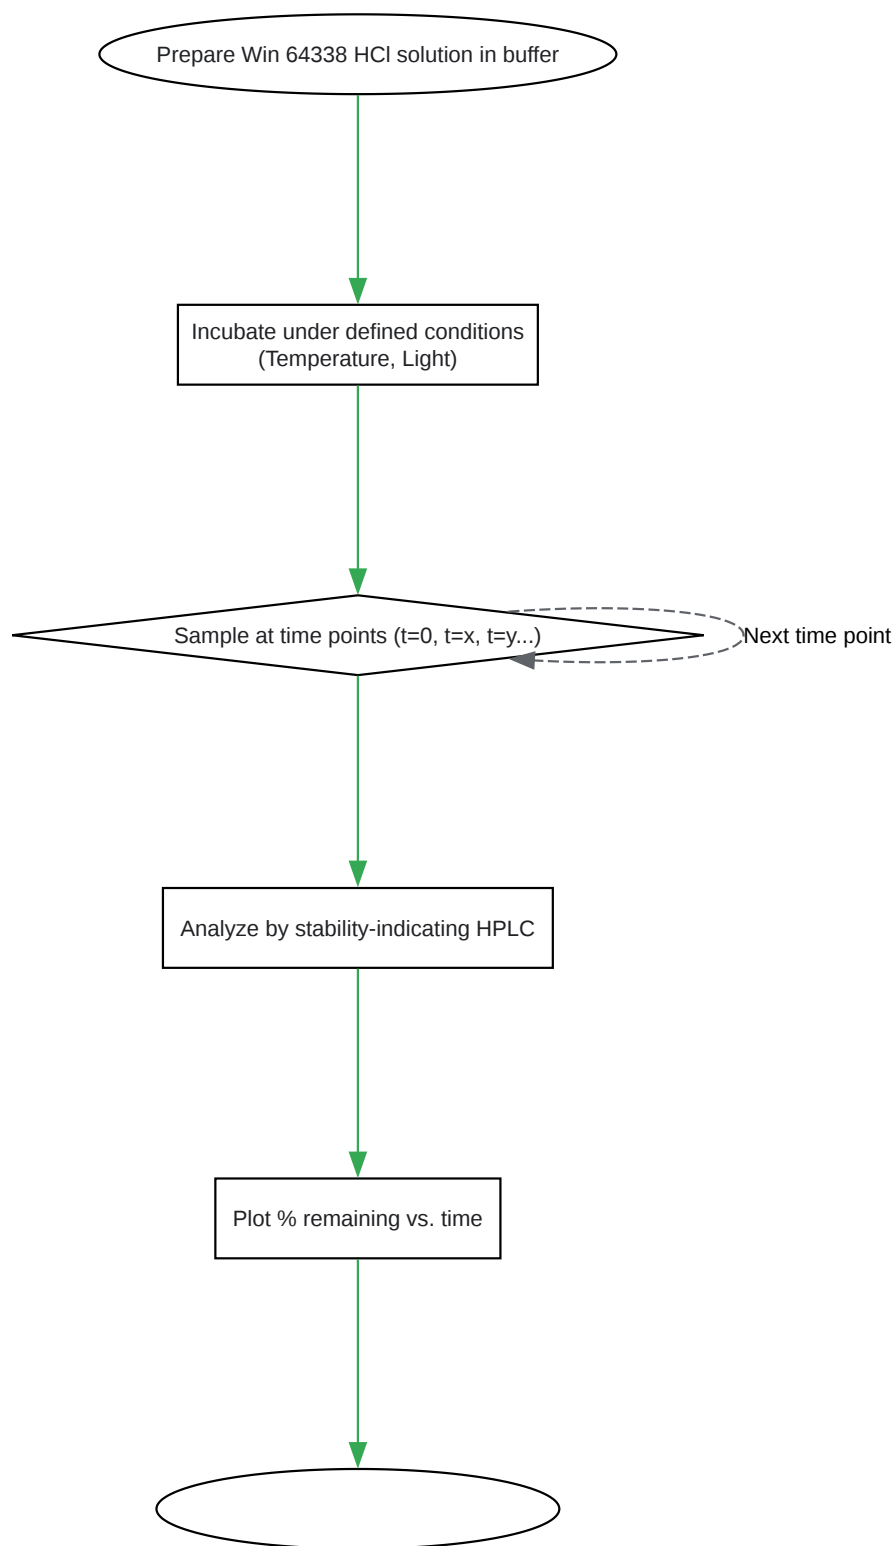 Prepare Win 64338 HCl solution in buffer
Incubate under defined conditions
(Temperature, Light)
Sample at time points (t=0, t=x, t=y...)
Next time point
Analyze by stability-indicating HPLC
Plot % remaining vs. time